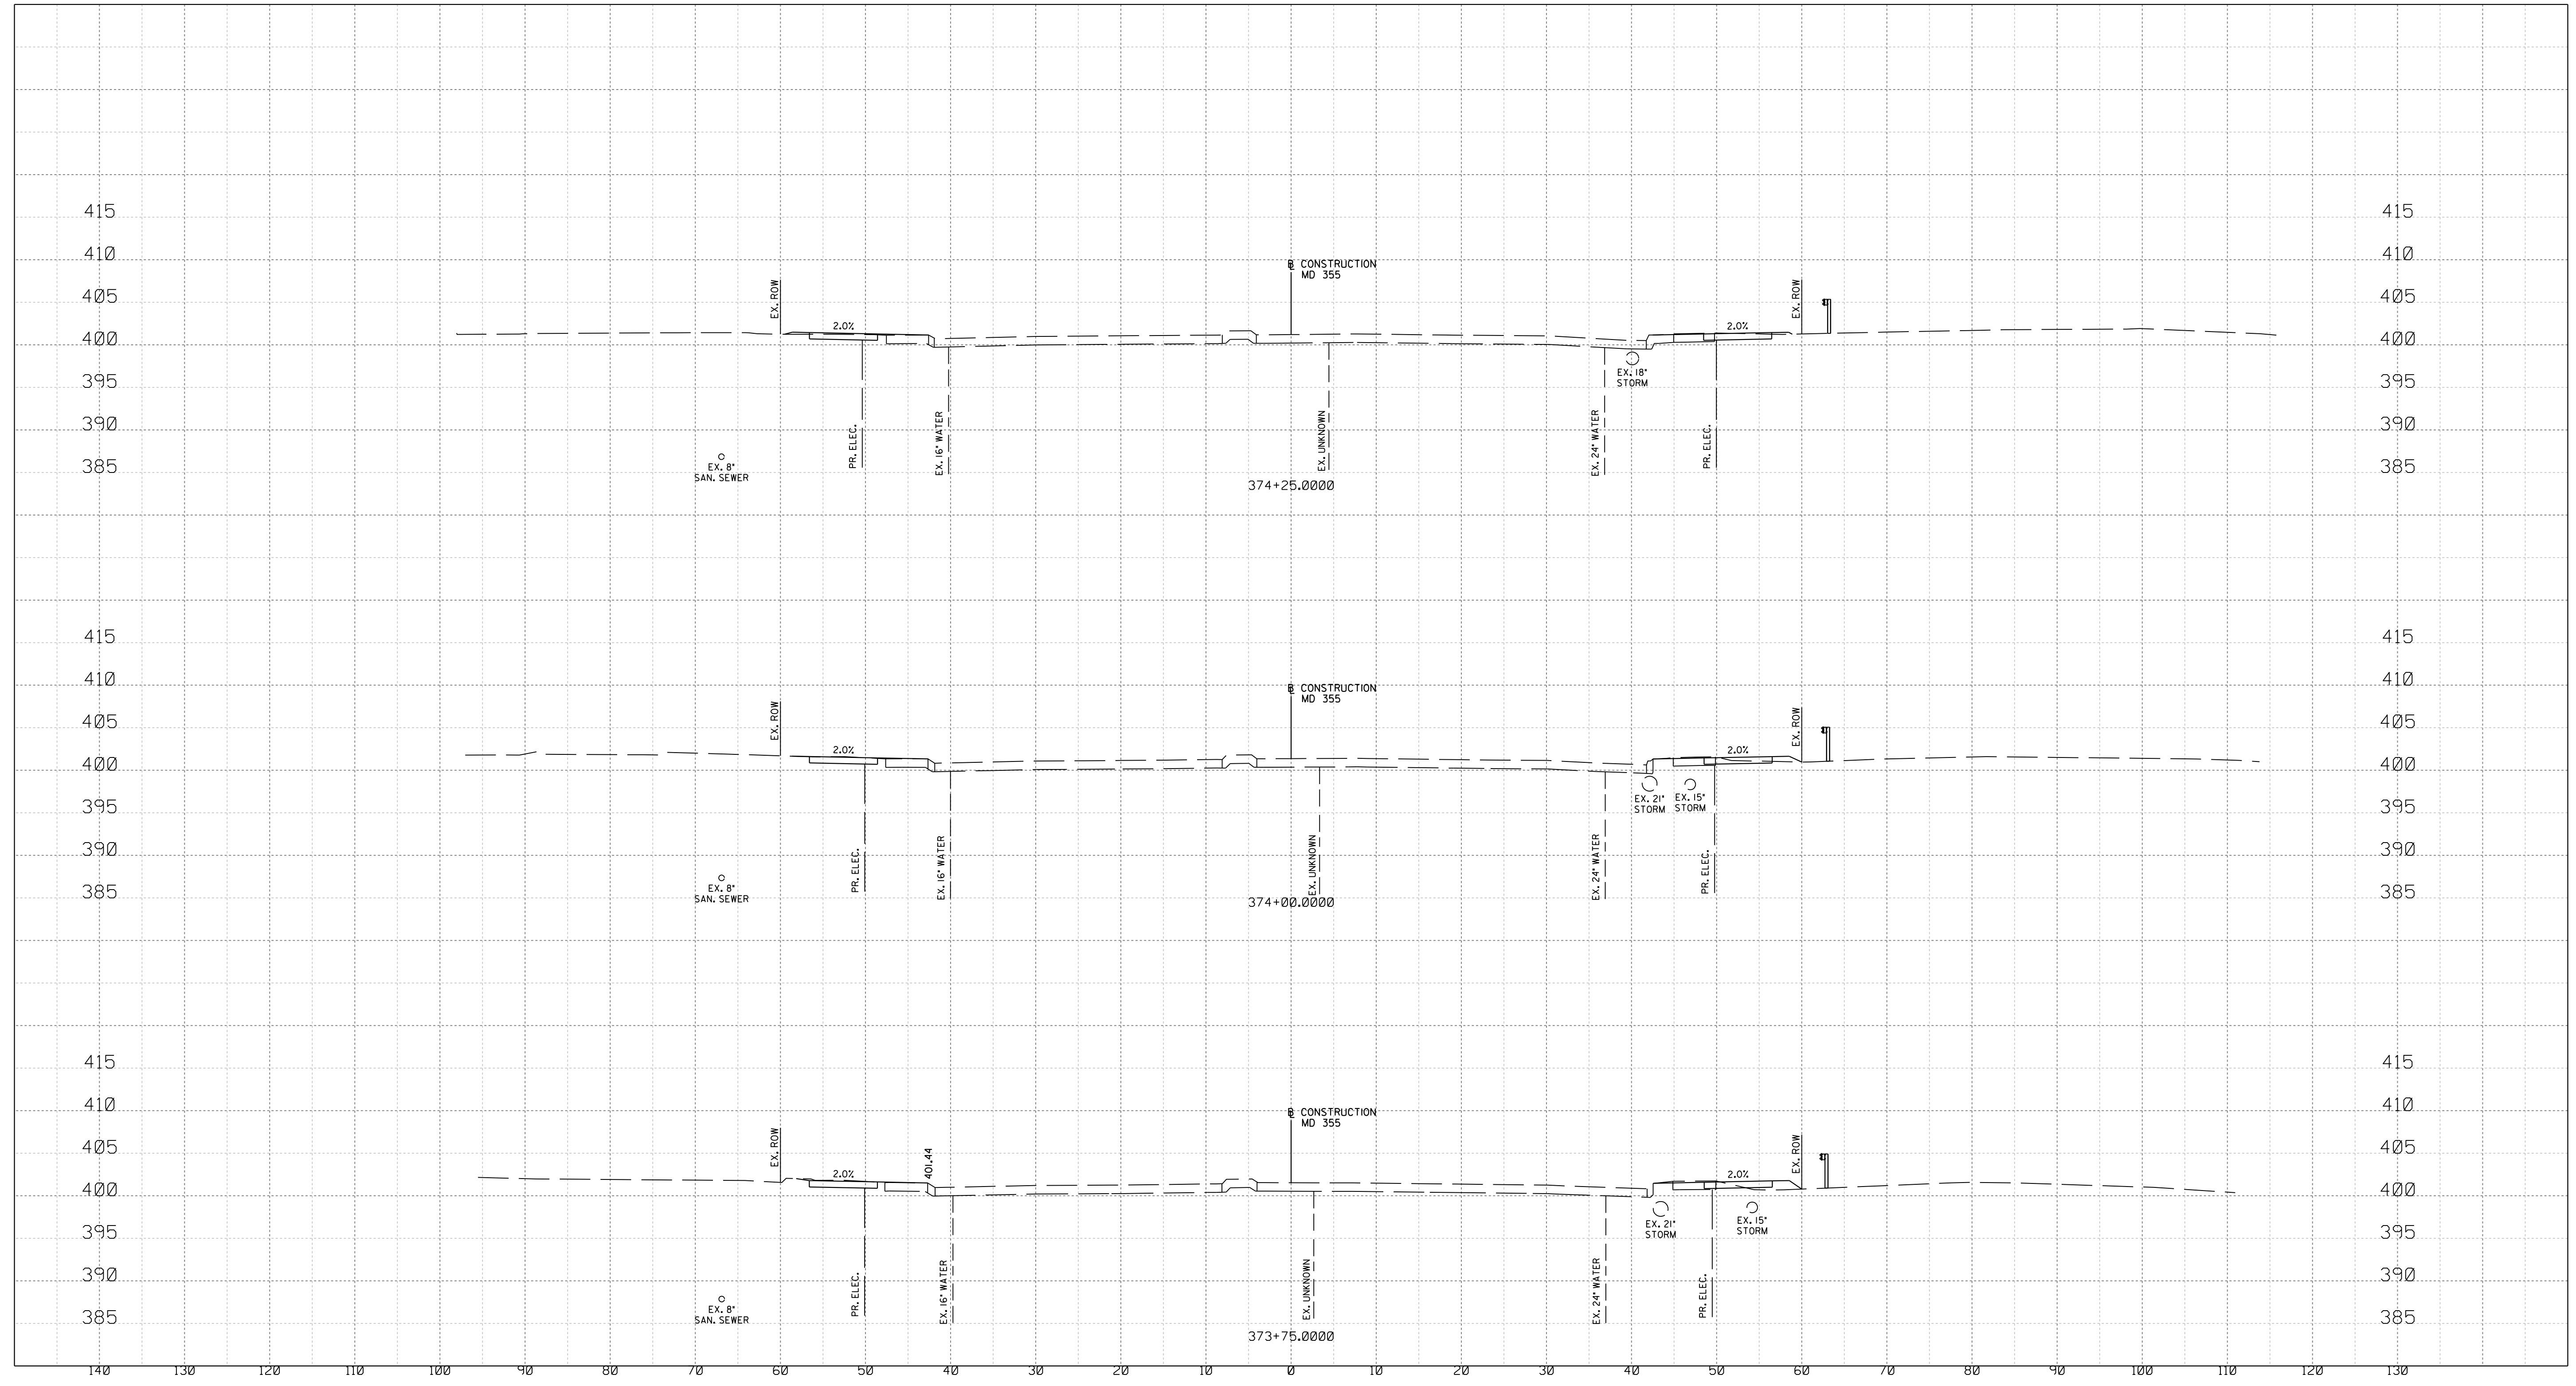 415 415
410 410
405 405
400 400
395 395
390 390
385 385
EX. ROW
2.0%
℄ CONSTRUCTION
MD 355
EX. ROW
2.0%
EX. 18"
STORM
PR. ELEC.
EX. 16" WATER
EX. UNKNOWN
EX. 24" WATER
PR. ELEC.
EX. 8"
SAN. SEWER
374+25.0000
415 415
410 410
405 405
400 400
395 395
390 390
385 385
EX. ROW
2.0%
CONSTRUCTION
MD 355
EX. ROW
2.0%
EX. 21"
STORM
EX. 15"
STORM
PR. ELEC.
EX. 16" WATER
EX. UNKNOWN
EX. 24" WATER
PR. ELEC.
EX. 8"
SAN. SEWER
374+00.0000
415 415
410 410
405 405
400 400
395 395
390 390
385 385
EX. ROW
2.0%
401.44
CONSTRUCTION
MD 355
EX. ROW
2.0%
EX. 21"
STORM
EX. 15"
STORM
PR. ELEC.
EX. 16" WATER
EX. UNKNOWN
EX. 24" WATER
PR. ELEC.
EX. 8"
SAN. SEWER
373+75.0000
140 130 120 110 100 90 80 70 60 50 40 30 20 10 0 10 20 30 40 50 60 70 80 90 100 110 120 130